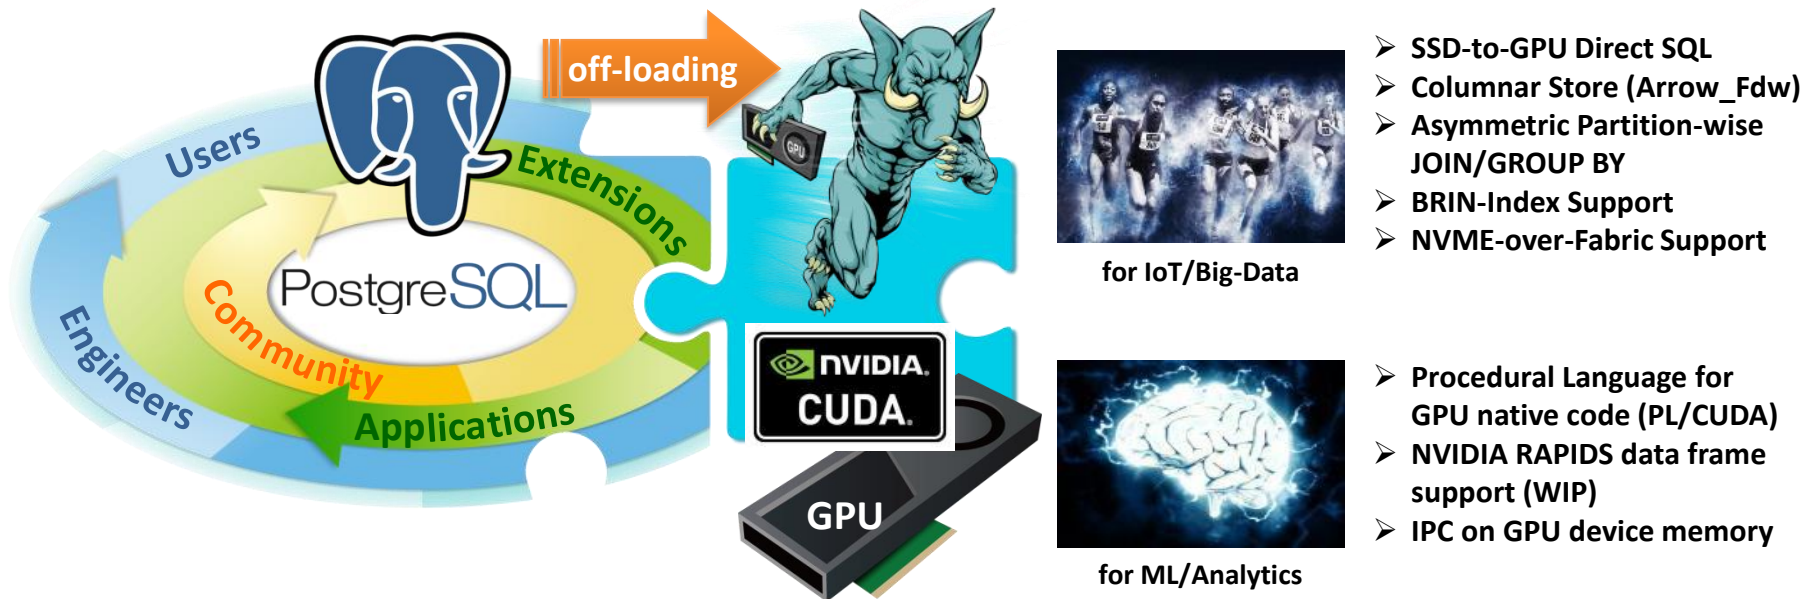 off-loading
Users
Extensions
PostgreSQL
Community
Engineers
Applications
GPU
NVIDIA.
CUDA.
GPU
for IoT/Big-Data
SSD-to-GPU Direct SQL
Columnar Store (Arrow_Fdw)
Asymmetric Partition-wise
JOIN/GROUP BY
BRIN-Index Support
NVME-over-Fabric Support
for ML/Analytics
Procedural Language for
GPU native code (PL/CUDA)
NVIDIA RAPIDS data frame
support (WIP)
IPC on GPU device memory